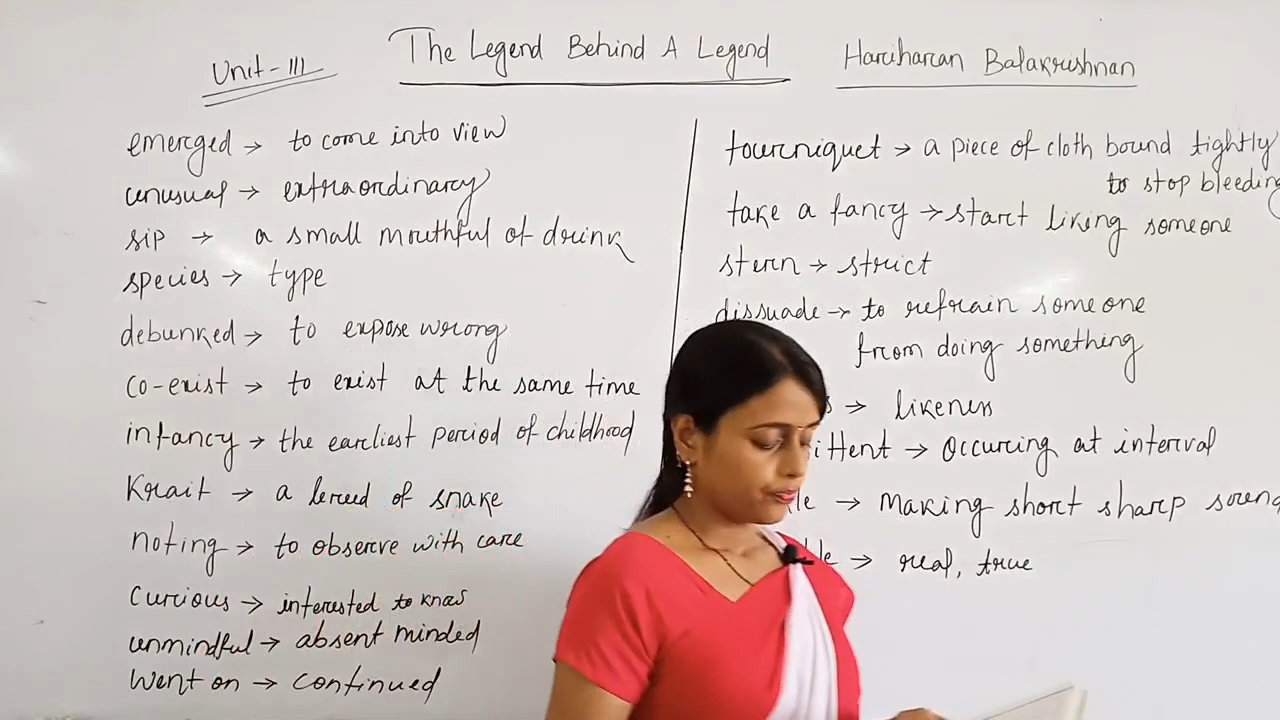 Unit-III
The Legend Behind A Legend
Hariharan Balakrishnan
emerged → to come into view
unusual → extraordinary
sip → a small mouthful of drink
species → type
debunked → to expose wrong
co-exist → to exist at the same time
infancy → the earliest period of childhood
Krait → a breed of snake
noting → to observe with care
Curious → interested to know
unmindful → absent minded
Went on → continued
tourniquet → a piece of cloth bound tightly
to stop bleeding
take a fancy → start liking someone
stern → strict
dissuade → to refrain someone
from doing something
s → likeness
ittent → Occuring at interval
le → Making short sharp sound
ble → real, true